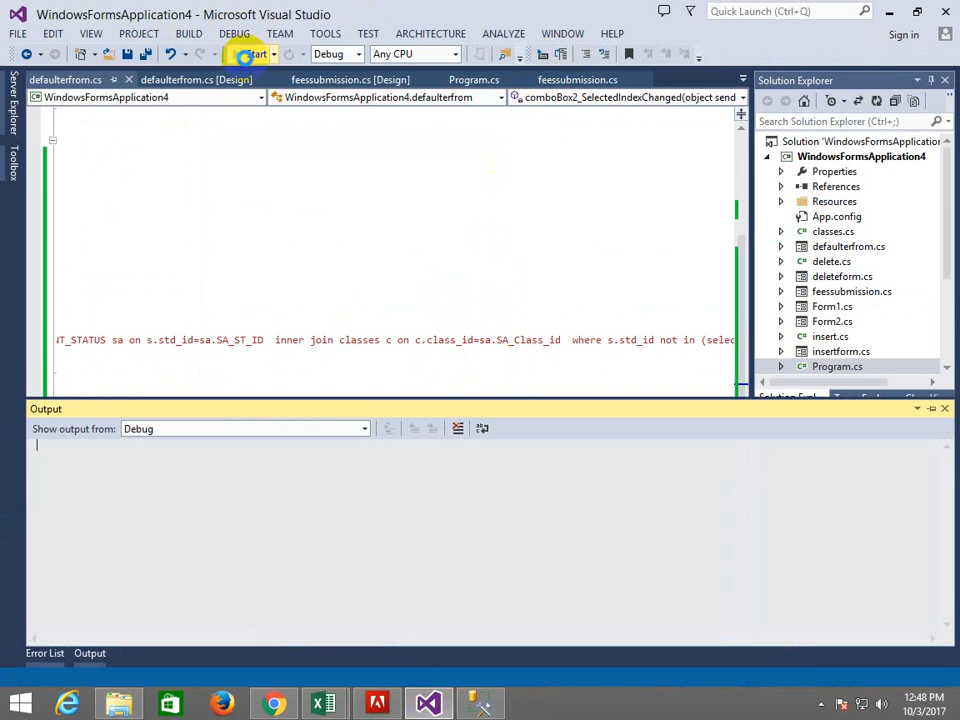 WindowsFormsApplication4 - Microsoft Visual Studio
Quick Launch (Ctrl+Q)
FILE EDIT VIEW PROJECT BUILD DEBUG TEAM TOOLS TEST ARCHITECTURE ANALYZE WINDOW HELP
Sign in
Start Debug Any CPU
Server Explorer
Toolbox
defaulterfrom.cs defaulterfrom.cs [Design] feessubmission.cs [Design] Program.cs feessubmission.cs
WindowsFormsApplication4 WindowsFormsApplication4.defaulterfrom comboBox2_SelectedIndexChanged(object send
NT_STATUS sa on s.std_id=sa.SA_ST_ID inner join classes c on c.class_id=sa.SA_Class_id where s.std_id not in (selec
Solution Explorer
Search Solution Explorer (Ctrl+;)
Solution 'WindowsFormsApplication
WindowsFormsApplication4
Properties
References
Resources
App.config
classes.cs
defaulterfrom.cs
delete.cs
deleteform.cs
feessubmission.cs
Form1.cs
Form2.cs
insert.cs
insertform.cs
Program.cs
Output
Show output from: Debug
Error List Output
12:48 PM
10/3/2017